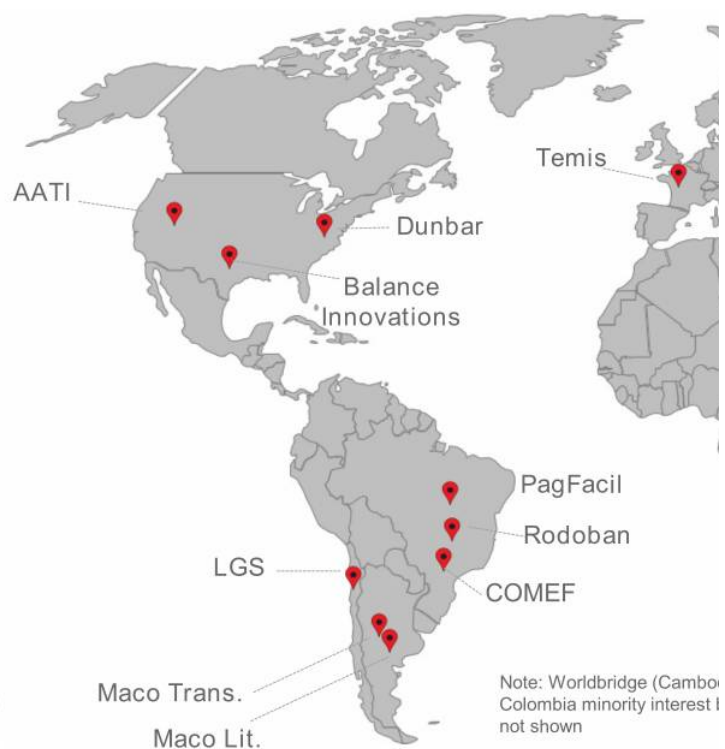 Temis
AATI
Dunbar
Balance
Innovations
PagFacil
Rodoban
LGS
COMEF
Maco Trans.
Maco Lit.
Note: Worldbridge
Colombia minority interest
not shown